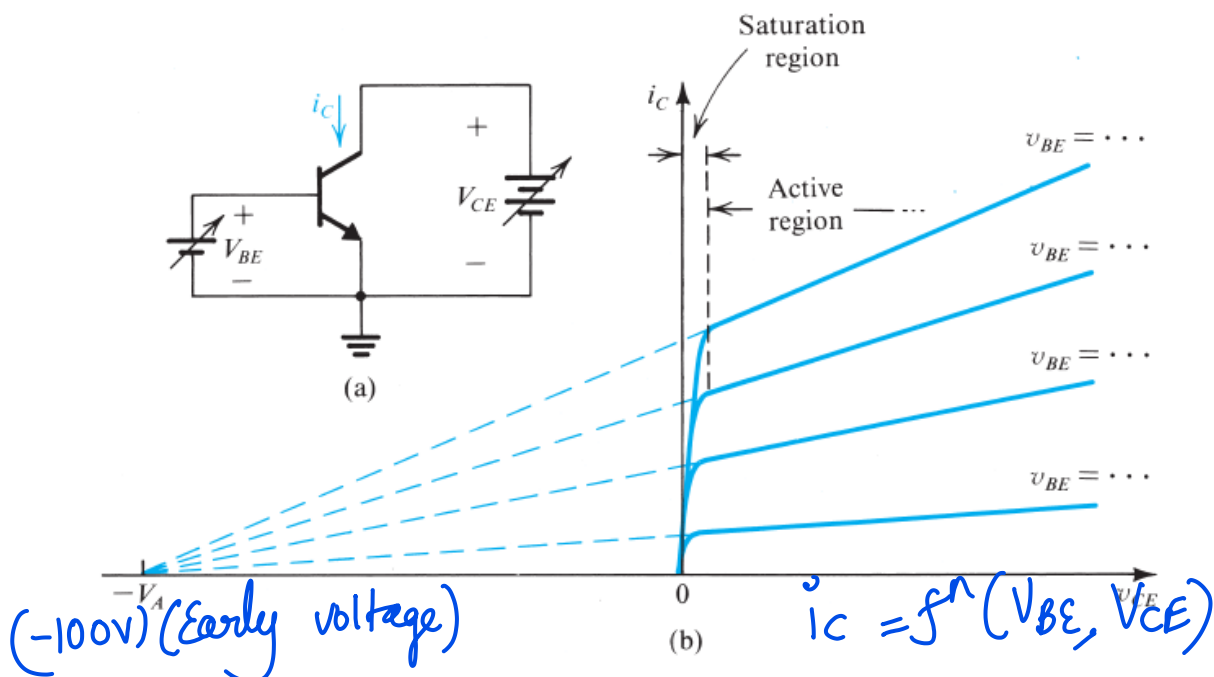 Saturation
region
i_C
v_BE = · · ·
i_C
+
Active
region
V_CE
+
V_BE
−
−
v_BE = · · ·
(a)
v_BE = · · ·
v_BE = · · ·
−V_A
0
v_CE
(-100V) (Early voltage)
i_C = f^n (V_BE, V_CE)
(b)